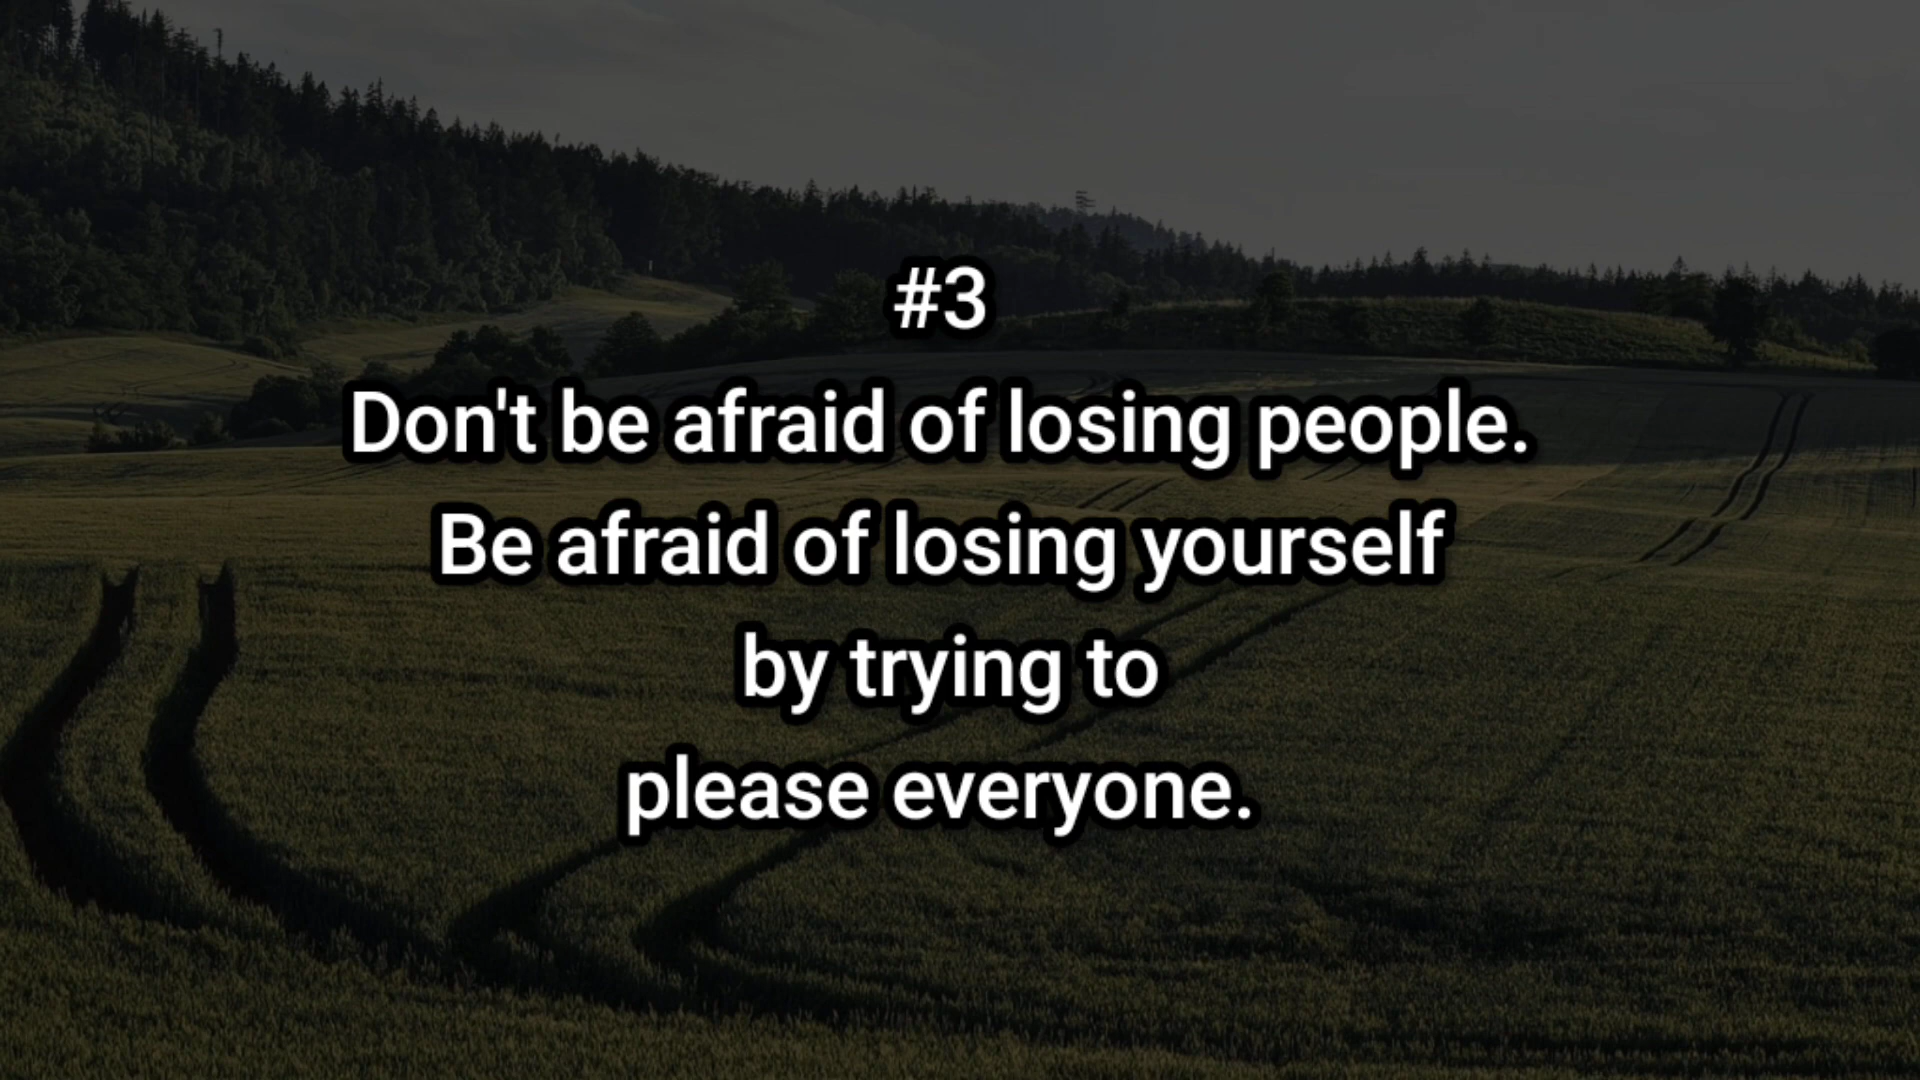 #3
Don't be afraid of losing people.
Be afraid of losing yourself
by trying to
please everyone.